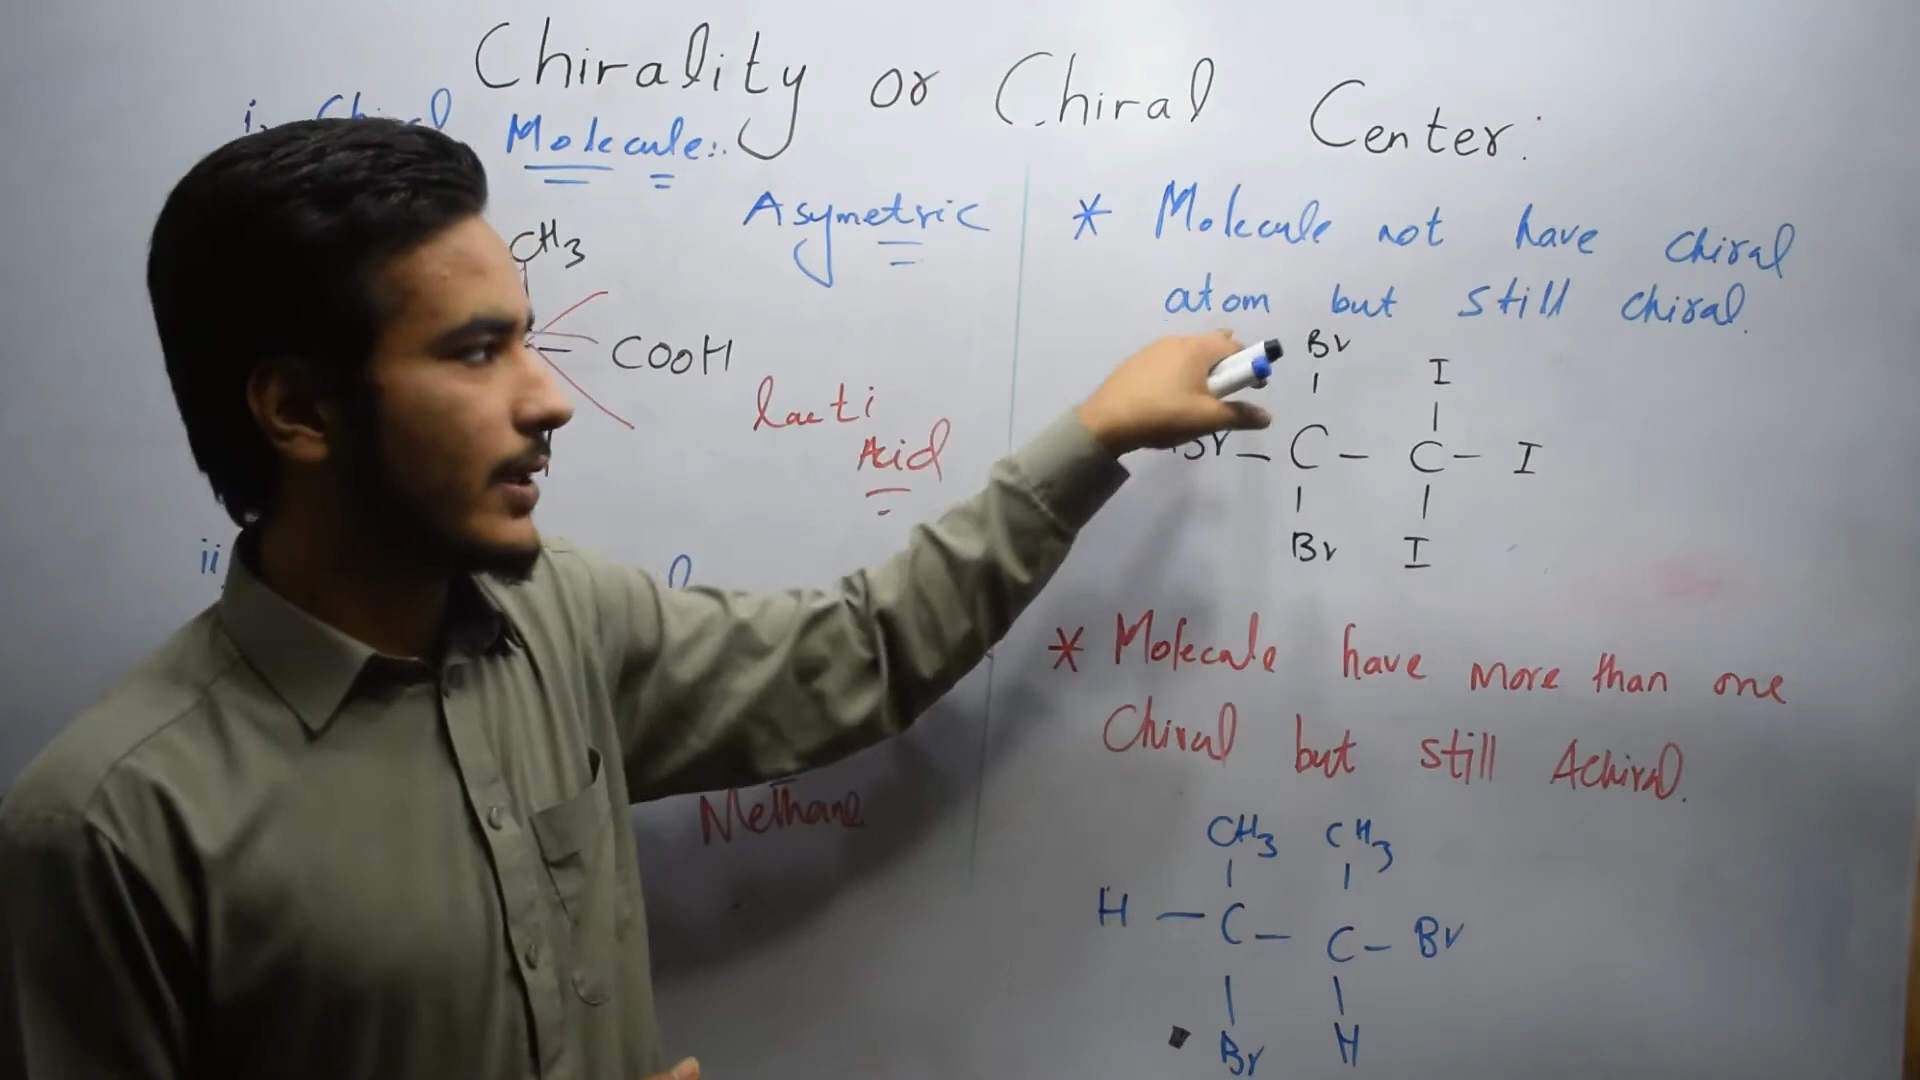 Chirality or Chiral Center:
i. Chiral Molecule:.
Asymetric
CH3
COOH
lacti
Acid
ii
Methane
* Molecule not have chiral
atom but still chiral.
Br I
Br – C – C – I
Br I
* Molecule have more than one
Chiral but still Achiral.
CH3 CH3
H – C – C – Br
Br H